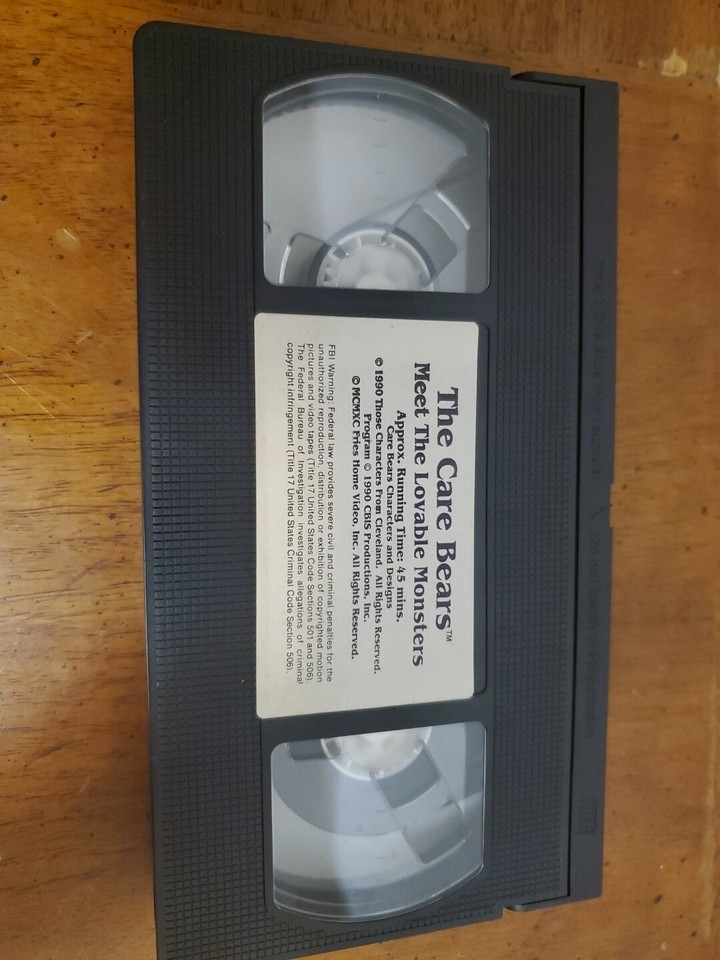 The Care Bears™
Meet The Lovable Monsters
Approx. Running Time: 45 mins.
Care Bears Characters and Designs
© 1990 Those Characters From Cleveland. All Rights Reserved.
Program © 1990 CBIS Productions, Inc.
© MCMXC Fries Home Video, Inc. All Rights Reserved.
FBI Warning: Federal law provides severe civil and criminal penalties for the
unauthorized reproduction, distribution or exhibition of copyrighted motion
pictures and video tapes (Title 17 United States Code Sections 501 and 506).
The Federal Bureau of Investigation investigates allegations of criminal
copyright infringement (Title 17 United States Criminal Code Section 506).